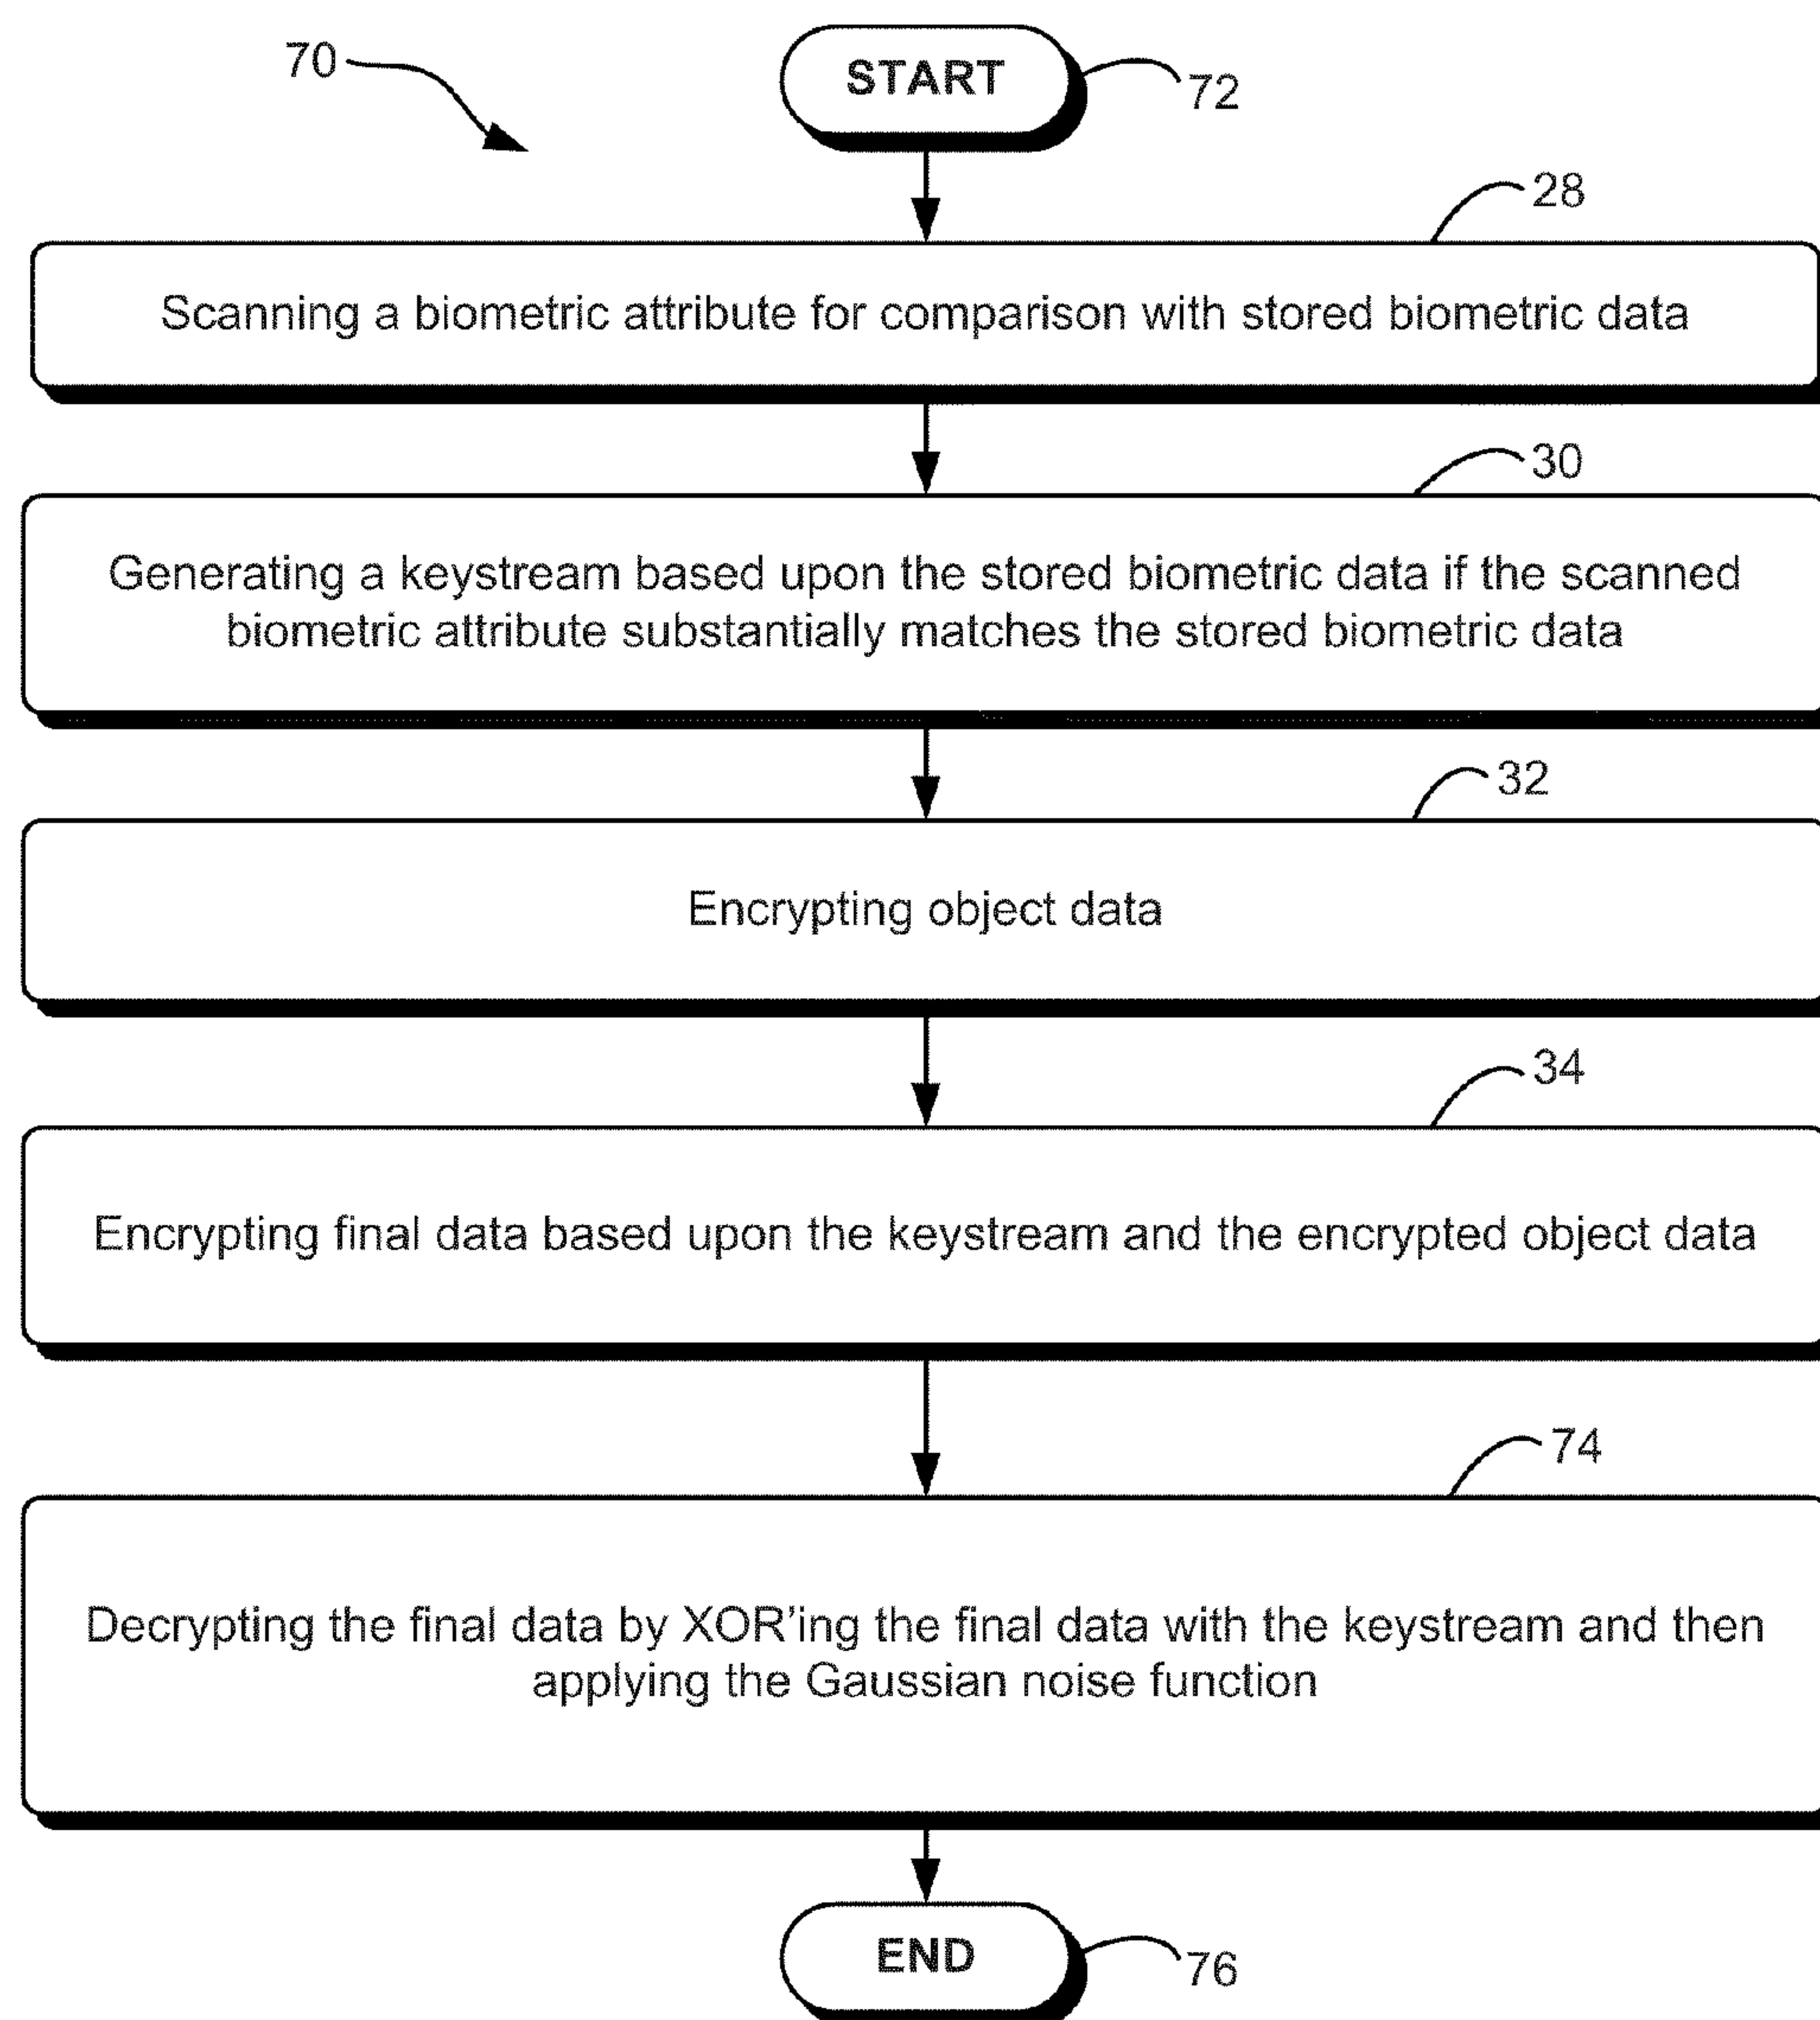 70
START
72
28
Scanning a biometric attribute for comparison with stored biometric data
30
Generating a keystream based upon the stored biometric data if the scanned
biometric attribute substantially matches the stored biometric data
32
Encrypting object data
34
Encrypting final data based upon the keystream and the encrypted object data
74
Decrypting the final data by XOR'ing the final data with the keystream and then
applying the Gaussian noise function
END
76